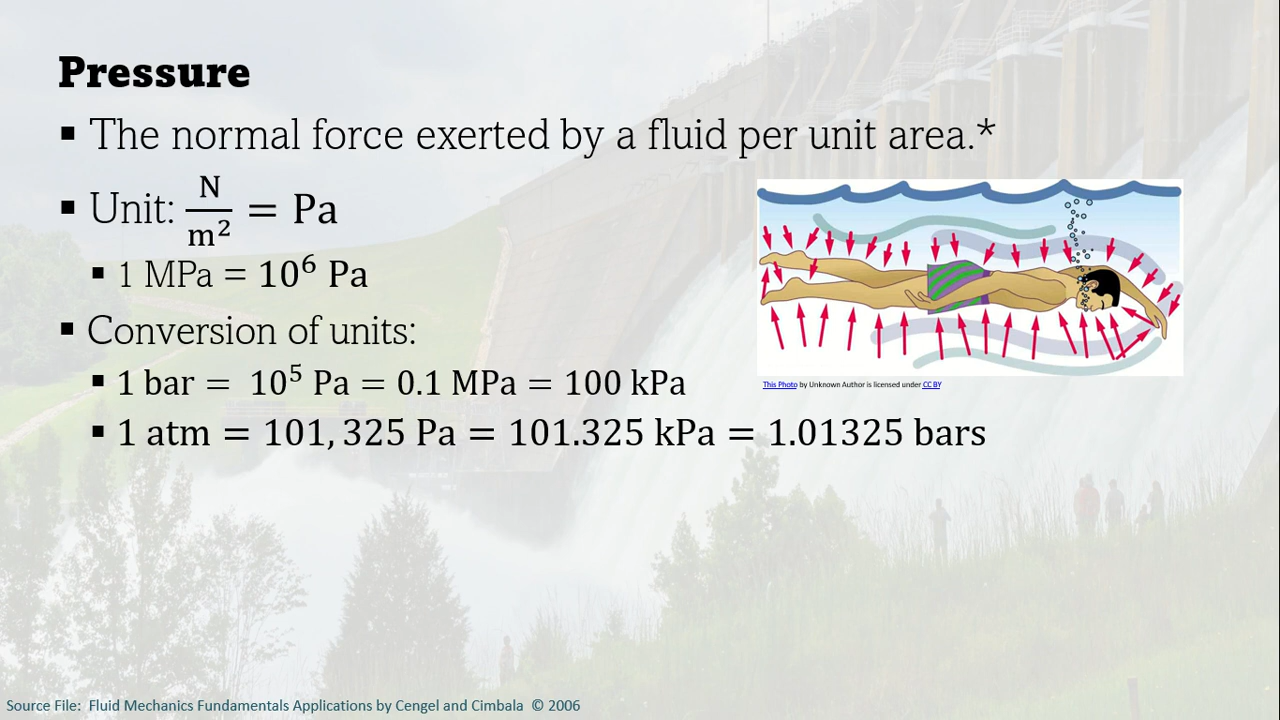 Pressure
▪ The normal force exerted by a fluid per unit area.*
▪ Unit: N/m² = Pa
▪ 1 MPa = 10⁶ Pa
▪ Conversion of units:
▪ 1 bar = 10⁵ Pa = 0.1 MPa = 100 kPa
This Photo by Unknown Author is licensed under CC BY
▪ 1 atm = 101,325 Pa = 101.325 kPa = 1.01325 bars
Source File: Fluid Mechanics Fundamentals Applications by Cengel and Cimbala © 2006